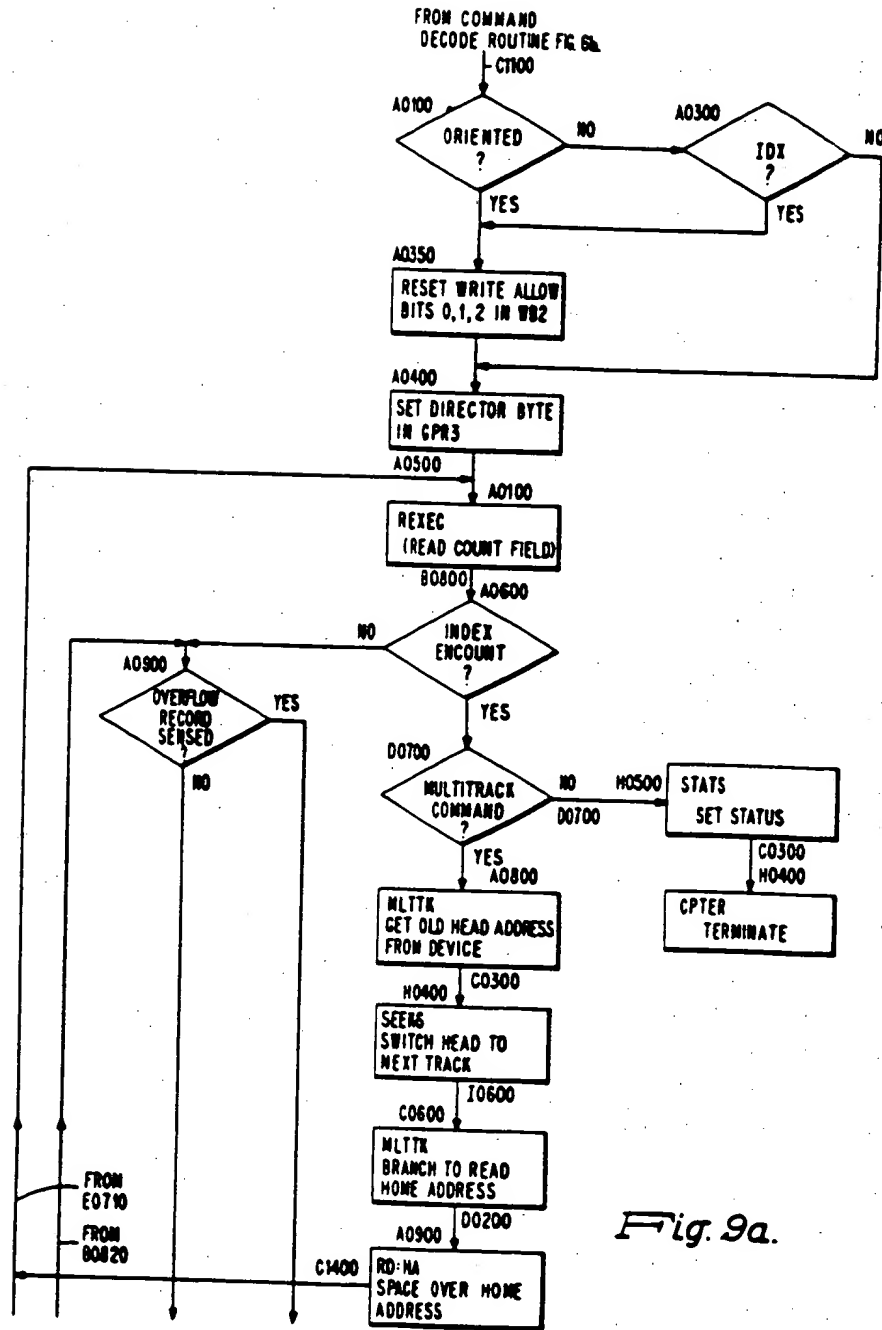 FROM COMMAND
DECODE ROUTINE FIG. 6b.
C1100
A0100
ORIENTED
?
NO
YES
A0300
IDX
?
NO
YES
A0350
RESET WRITE ALLOW
BITS 0,1,2 IN WB2
A0400
SET DIRECTOR BYTE
IN GPR3
A0500
A0100
REXEC
(READ COUNT FIELD)
B0800
A0600
INDEX
ENCOUNT
?
NO
YES
A0900
OVERFLOW
RECORD
SENSED
?
YES
NO
D0700
MULTITRACK
COMMAND
?
NO
D0700
YES
H0500
STATS
SET STATUS
C0300
H0400
CPTER
TERMINATE
A0800
MLTTK
GET OLD HEAD ADDRESS
FROM DEVICE
C0300
H0400
SEEKG
SWITCH HEAD TO
NEXT TRACK
I0600
C0600
MLTTK
BRANCH TO READ
HOME ADDRESS
D0200
A0900
RD:HA
SPACE OVER HOME
ADDRESS
C1400
FROM
E0710
FROM
B0820
Fig. 9a.